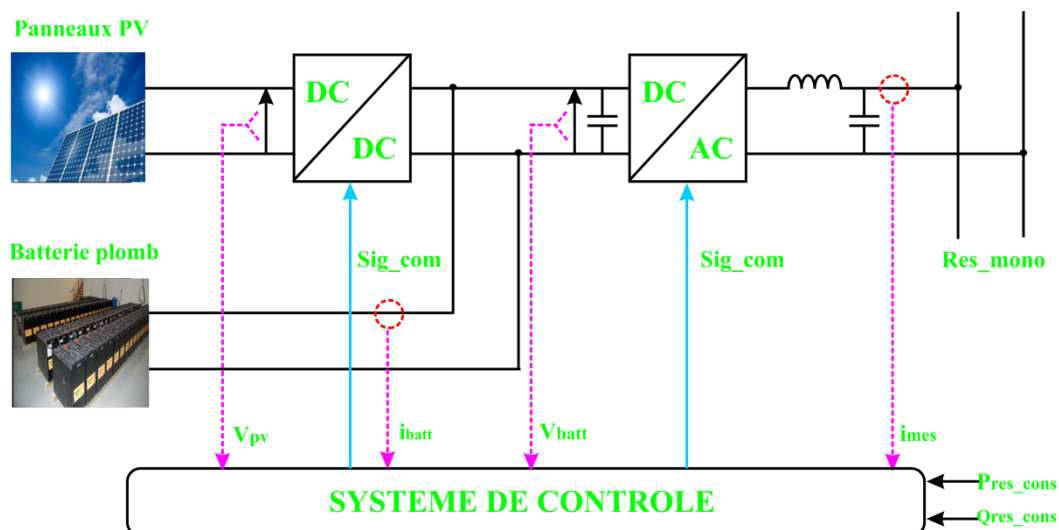 Panneaux PV
DC
DC
DC
AC
Batterie plomb
Sig_com
Sig_com
Res_mono
Vpv
ibatt
Vbatt
imes
SYSTEME DE CONTROLE
Pres_cons
Qres_cons